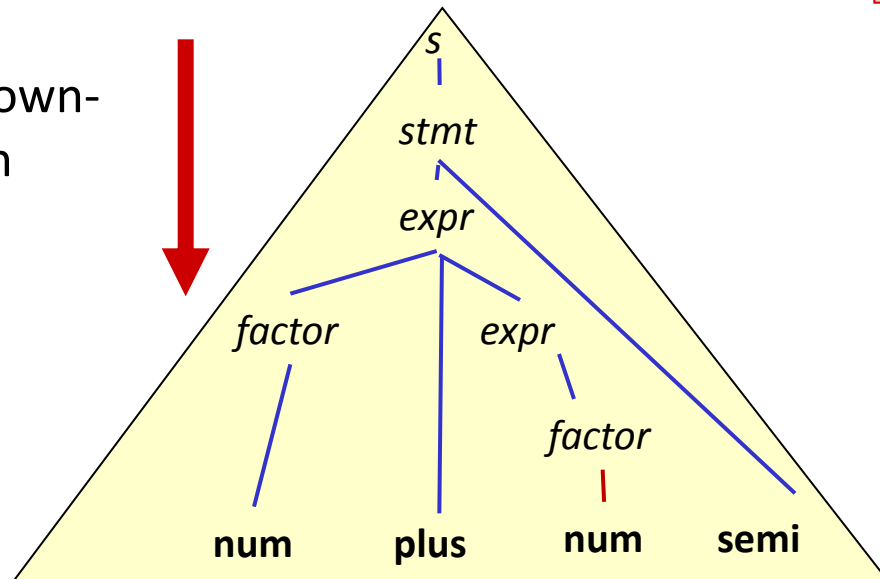 s
own-
stmt
n
expr
factor expr
factor
num plus num semi